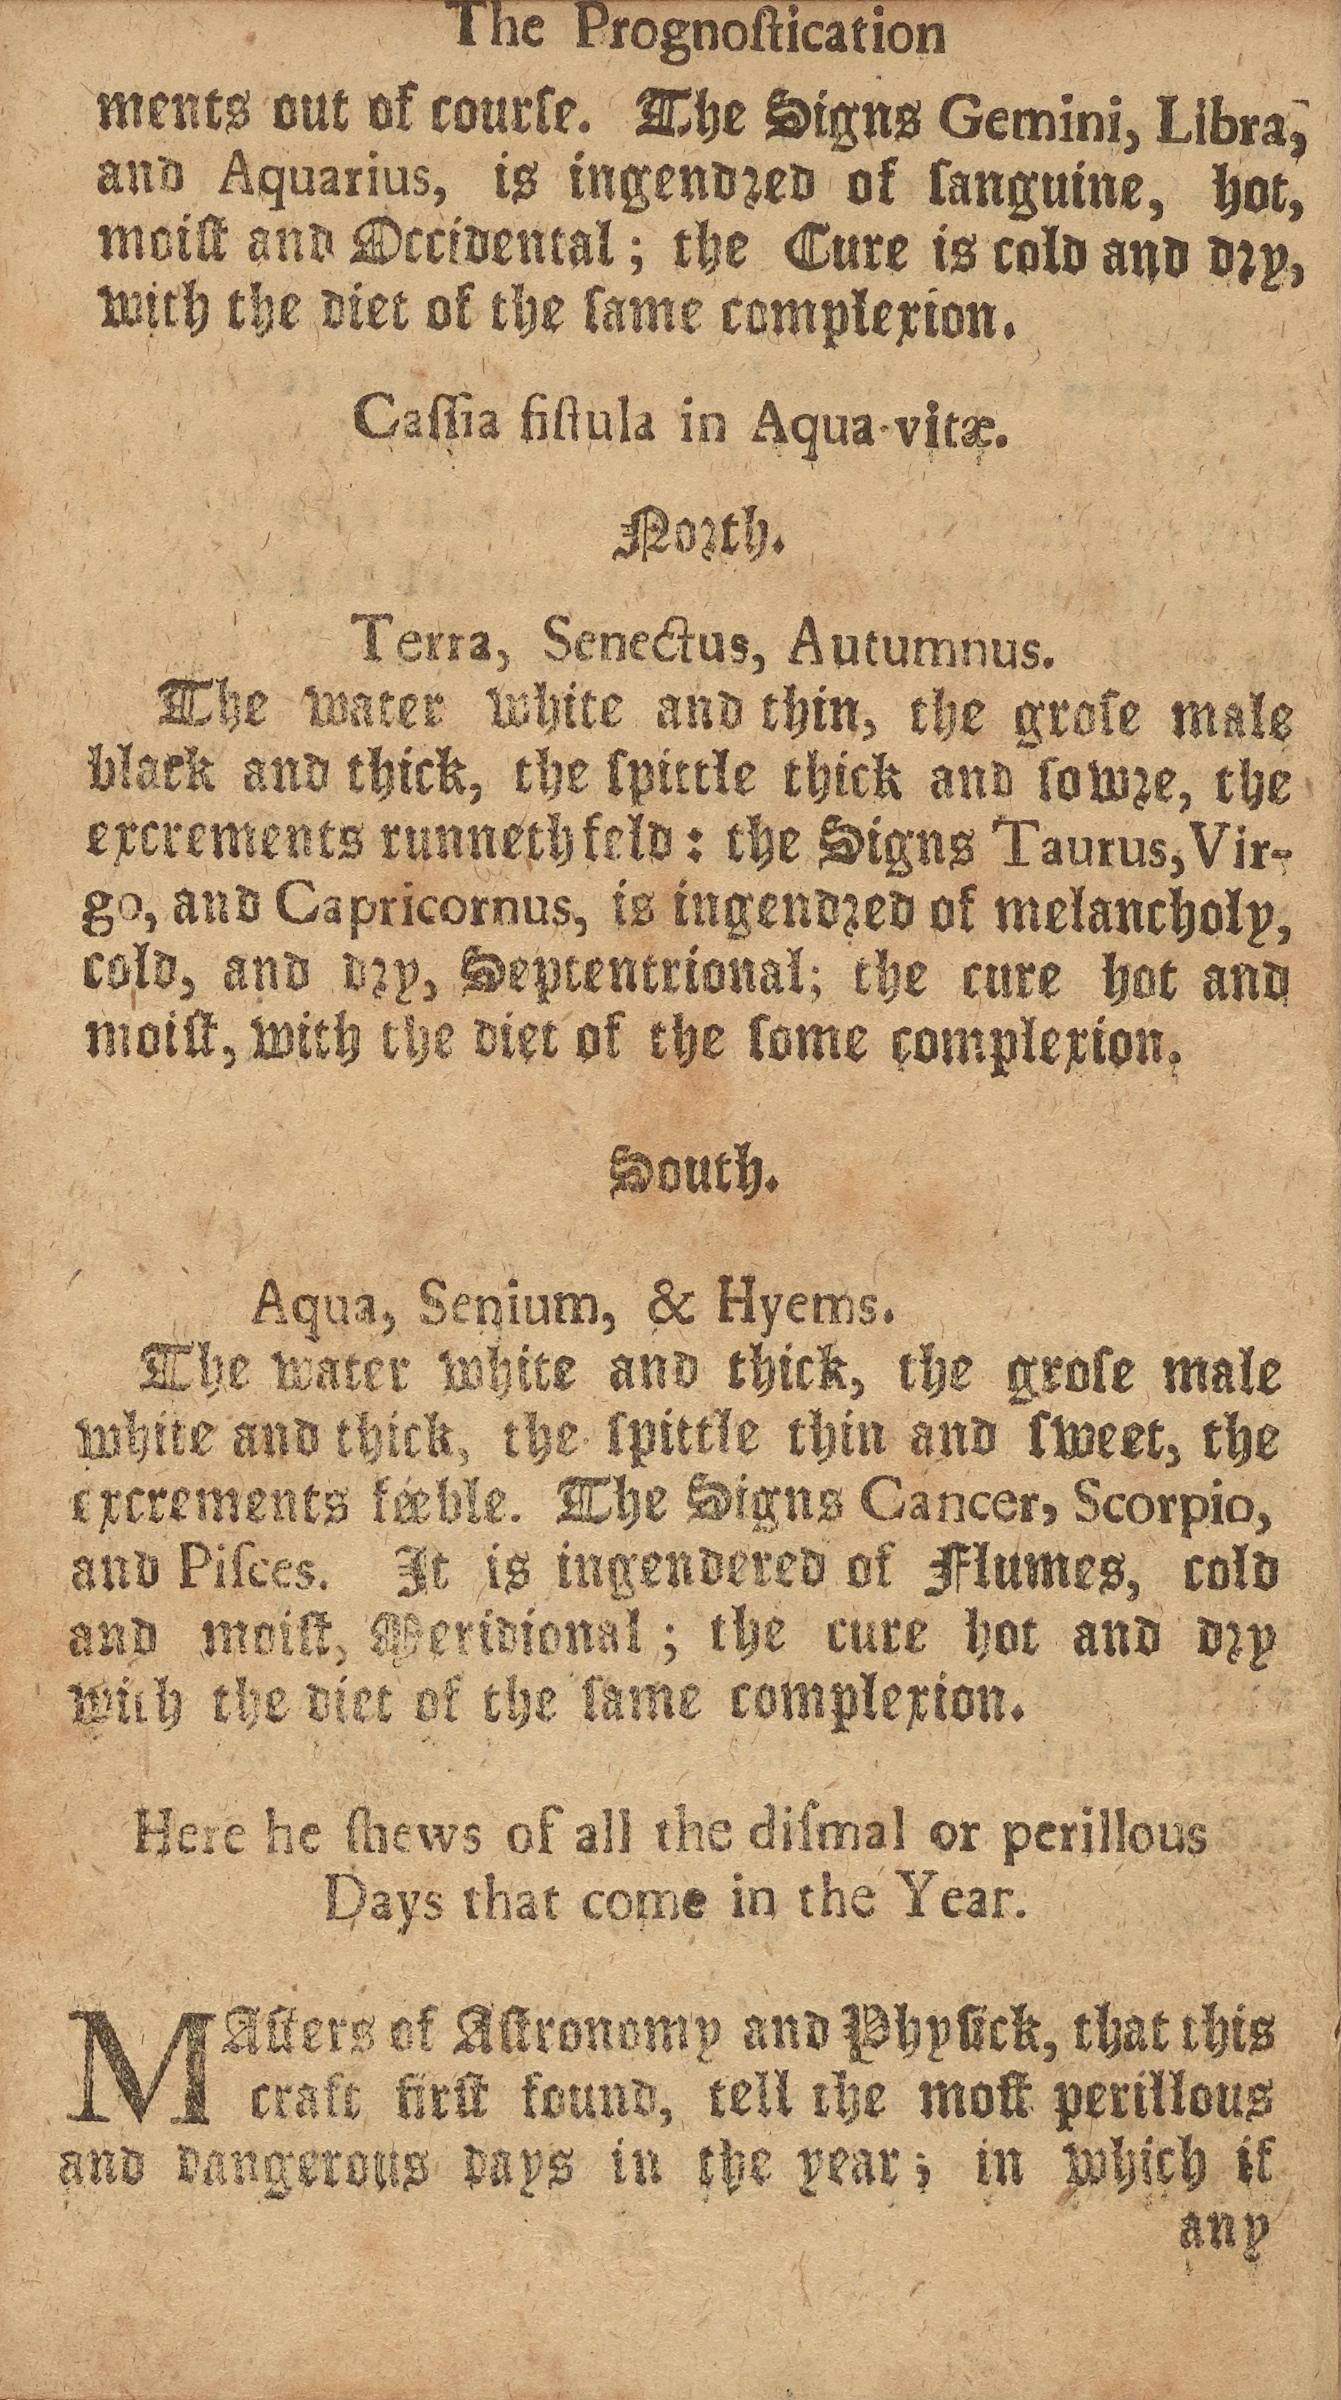 The Prognoſtication
ments out of courſe. The Signs Gemini, Libra,
and Aquarius, is ingendred of ſanguine, hot,
moiſt and Occidental; the Cure is cold and dry,
with the diet of the ſame complexion.
Caſſia fiſtula in Aqua-vitæ.
North.
Terra, Senectus, Autumnus.
The water white and thin, the groſe male
black and thick, the ſpittle thick and ſowre, the
excrements runneth feld: the Signs Taurus, Vir-
go, and Capricornus, is ingendred of melancholy,
cold, and dry, Septentrional; the cure hot and
moiſt, with the diet of the ſome complexion.
South.
Aqua, Senium, & Hyems.
The water white and thick, the groſe male
white and thick, the ſpittle thin and ſweet, the
excrements fœble. The Signs Cancer, Scorpio,
and Piſces. It is ingendered of Flumes, cold
and moiſt, Meridional; the cure hot and dry
with the diet of the ſame complexion.
Here he ſhews of all the diſmal or perillous
Days that come in the Year.
MAſters of Aſtronomy and Phyſick, that this
craft firſt found, tell the moſt perillous
and dangerous days in the year; in which if
any